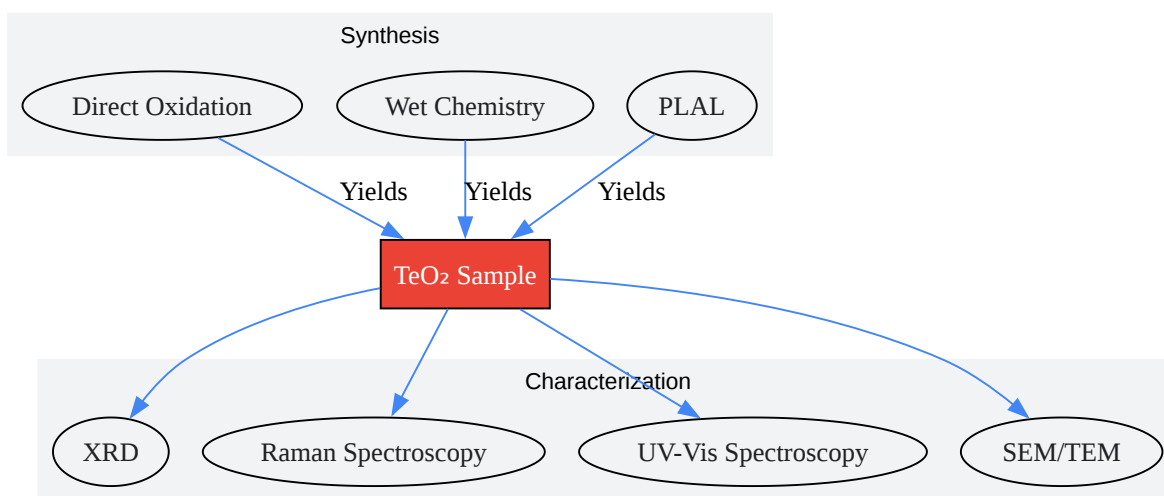 Synthesis
Direct Oxidation
Wet Chemistry
PLAL
Yields
Yields
Yields
TeO₂ Sample
Characterization
XRD
Raman Spectroscopy
UV-Vis Spectroscopy
SEM/TEM